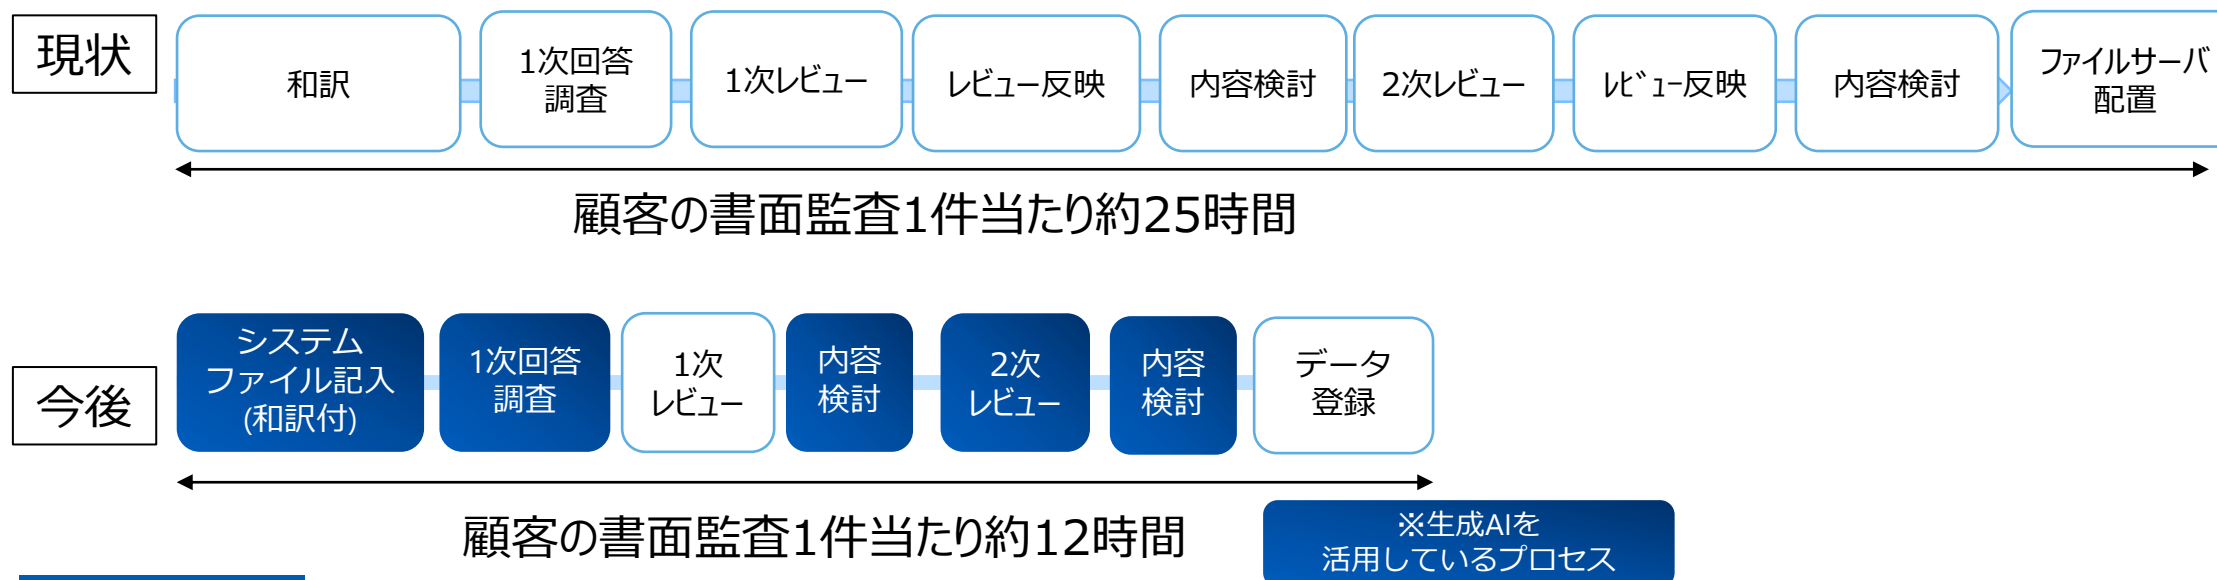 現状
和訳
1次回答
調査
1次レビュー
レビュー反映
内容検討
2次レビュー
ﾚﾋﾞｭｰ反映
内容検討
ファイルサーバ
配置
顧客の書面監査1件当たり約25時間
今後
システム
ファイル記入
(和訳付)
1次回答
調査
1次
レビュー
内容
検討
2次
レビュー
内容
検討
データ
登録
顧客の書面監査1件当たり約12時間
※生成AIを
活用しているプロセス